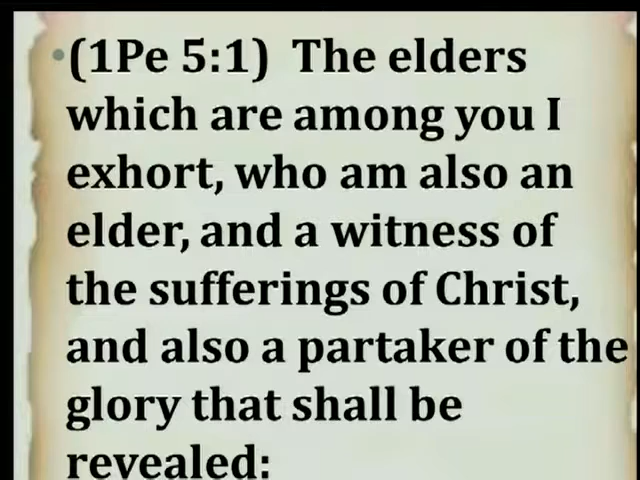 •(1Pe 5:1)  The elders
which are among you I
exhort, who am also an
elder, and a witness of
the sufferings of Christ,
and also a partaker of the
glory that shall be
revealed: